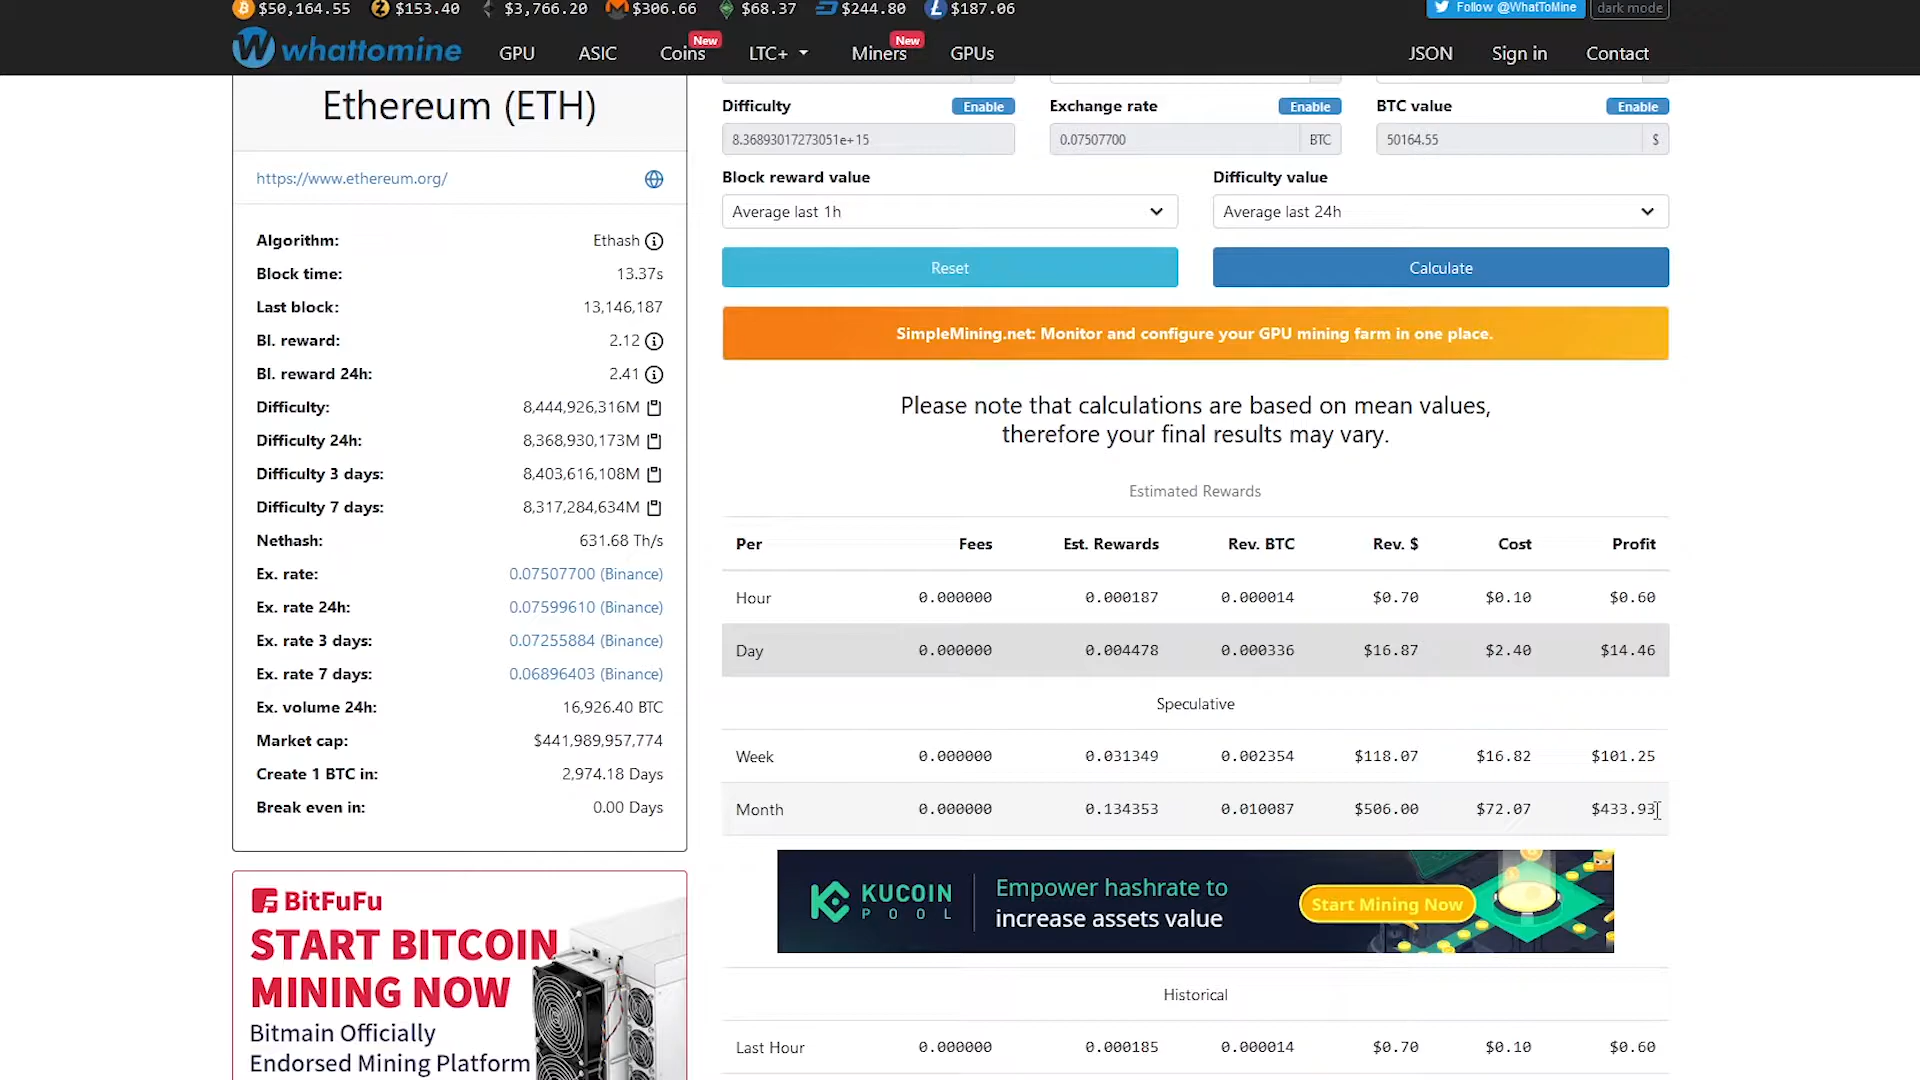 $50,164.55 $153.40 $3,766.20 $306.66 $68.37 $244.80 $187.06 Follow @WhatToMine dark mode
whattomine GPU ASIC Coins New LTC+ Miners New GPUs JSON Sign in Contact
Ethereum (ETH)
https://www.ethereum.org/
Algorithm: Ethash
Block time: 13.37s
Last block: 13,146,187
Bl. reward: 2.12
Bl. reward 24h: 2.41
Difficulty: 8,444,926,316M
Difficulty 24h: 8,368,930,173M
Difficulty 3 days: 8,403,616,108M
Difficulty 7 days: 8,317,284,634M
Nethash: 631.68 Th/s
Ex. rate: 0.07507700 (Binance)
Ex. rate 24h: 0.07599610 (Binance)
Ex. rate 3 days: 0.07255884 (Binance)
Ex. rate 7 days: 0.06896403 (Binance)
Ex. volume 24h: 16,926.40 BTC
Market cap: $441,989,957,774
Create 1 BTC in: 2,974.18 Days
Break even in: 0.00 Days
BitFuFu
START BITCOIN
MINING NOW
Bitmain Officially
Endorsed Mining Platform
Difficulty Enable Exchange rate Enable BTC value Enable
8.36893017273051e+15 0.07507700 BTC 50164.55 $
Block reward value Difficulty value
Average last 1h Average last 24h
Reset Calculate
SimpleMining.net: Monitor and configure your GPU mining farm in one place.
Please note that calculations are based on mean values,
therefore your final results may vary.
Estimated Rewards
Per Fees Est. Rewards Rev. BTC Rev. $ Cost Profit
Hour 0.000000 0.000187 0.000014 $0.70 $0.10 $0.60
Day 0.000000 0.004478 0.000336 $16.87 $2.40 $14.46
Speculative
Week 0.000000 0.031349 0.002354 $118.07 $16.82 $101.25
Month 0.000000 0.134353 0.010087 $506.00 $72.07 $433.93
KUCOIN POOL Empower hashrate to
increase assets value
Start Mining Now
Historical
Last Hour 0.000000 0.000185 0.000014 $0.70 $0.10 $0.60